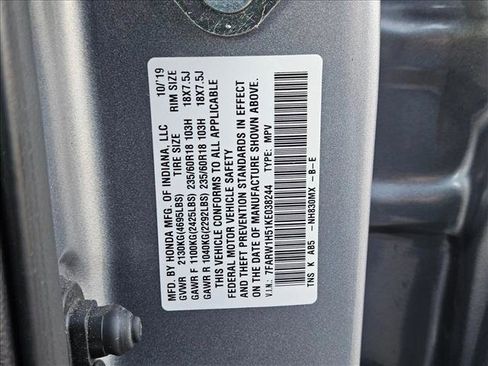 MFD. BY HONDA MFG. OF INDIANA, LLC 10/'19
GVWR 2130KG(4695LBS) TIRE SIZE RIM SIZE
GAWR F 1100KG(2425LBS) 235/60R18 103H 18X7.5J
GAWR R 1040KG(2292LBS) 235/60R18 103H 18X7.5J
THIS VEHICLE CONFORMS TO ALL APPLICABLE
FEDERAL MOTOR VEHICLE SAFETY
AND THEFT PREVENTION STANDARDS IN EFFECT
ON THE DATE OF MANUFACTURE SHOWN ABOVE.
V.I.N.: 7FARW1H51KE038244 TYPE: MPV
TNS K AB5 -NH830MX -B-E